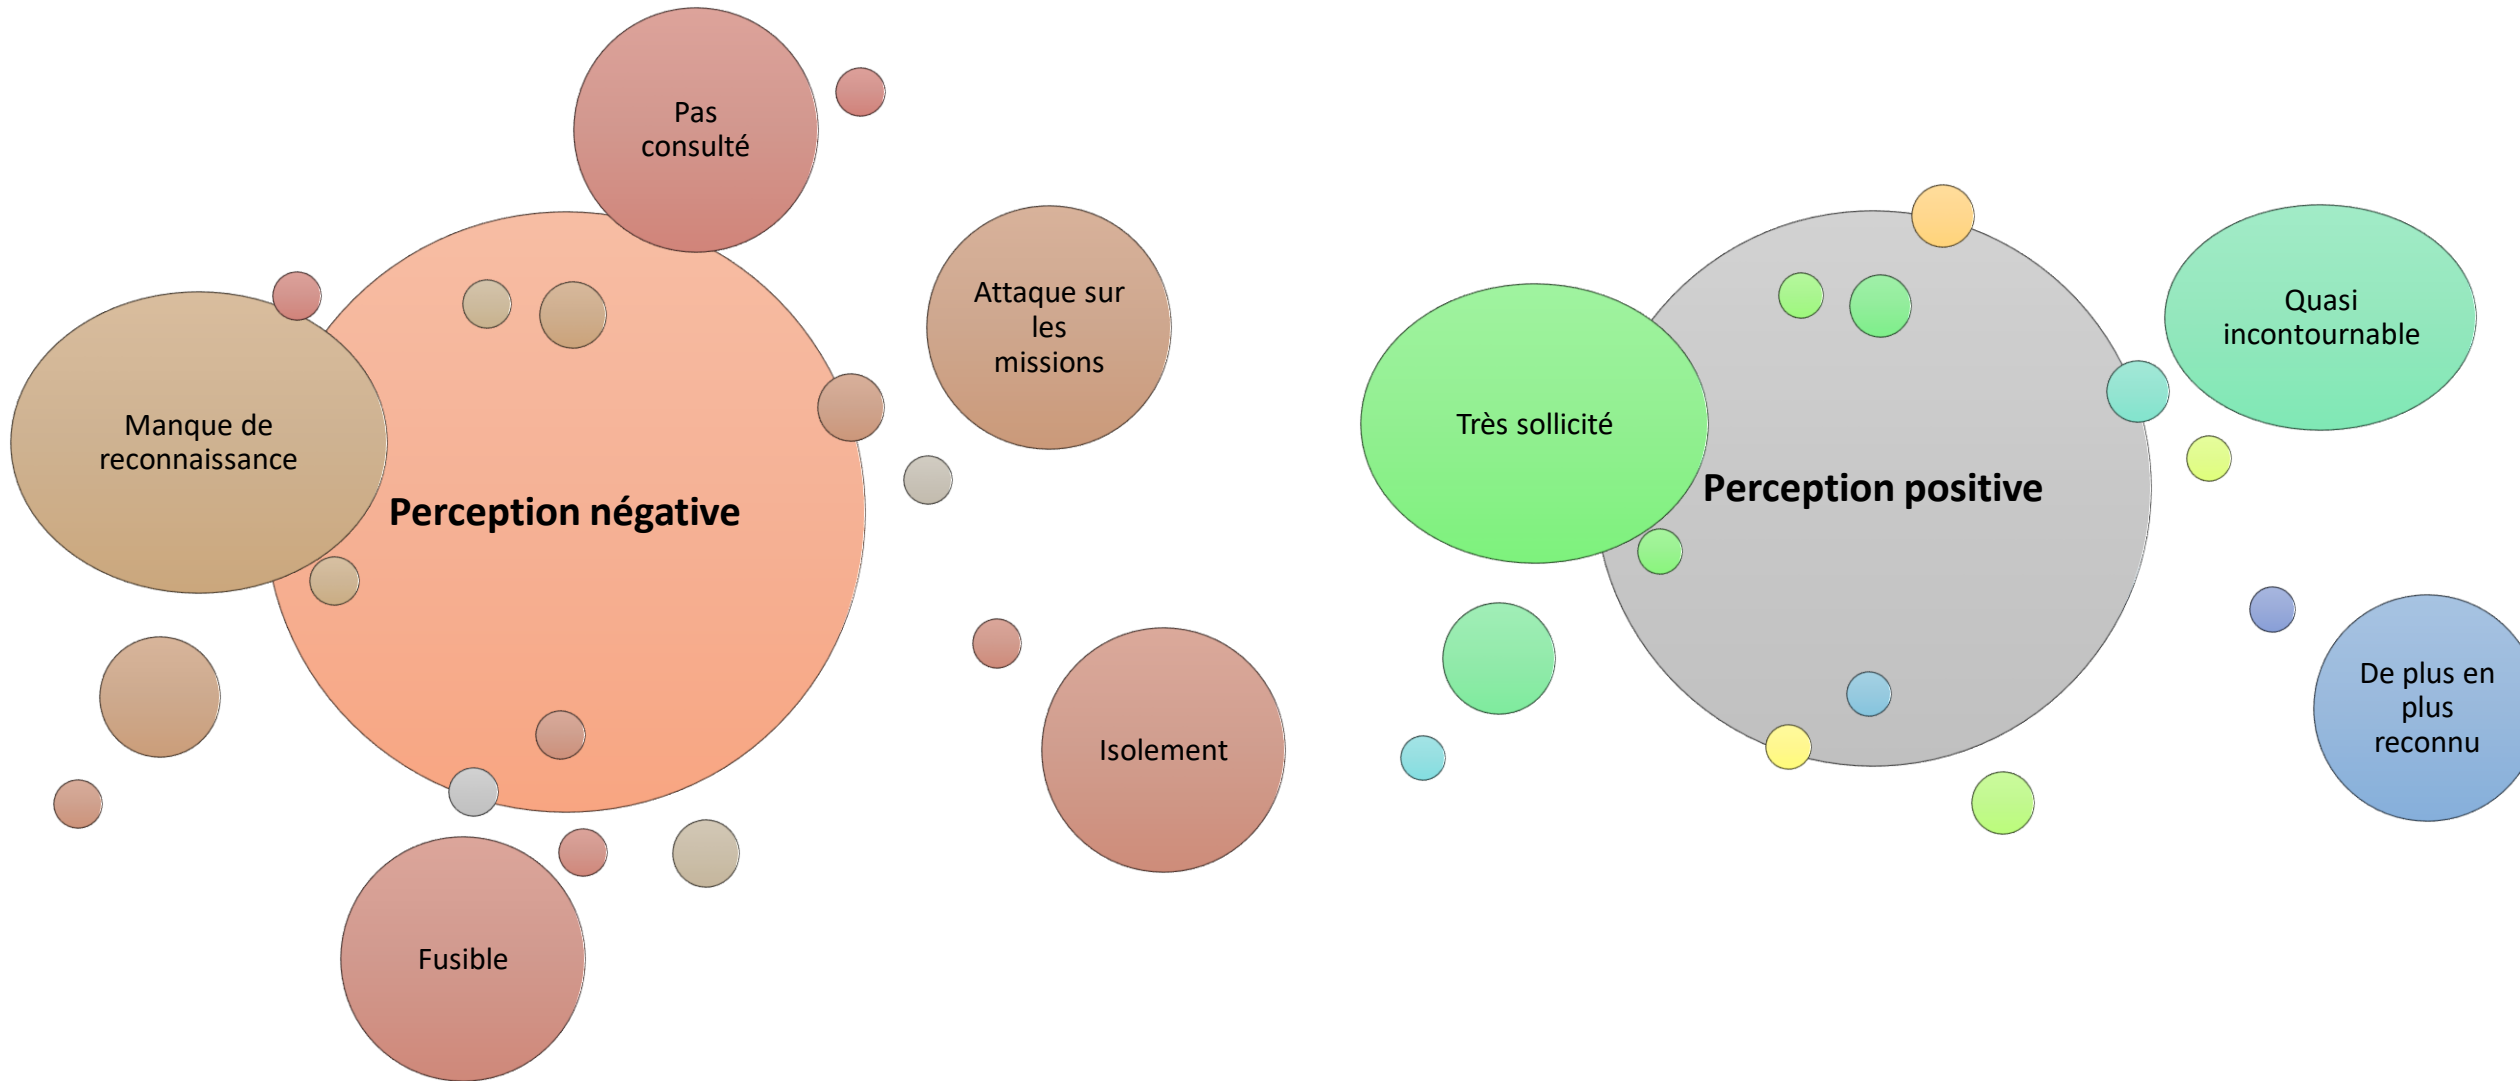 Pas
consulté
Attaque sur
les
missions
Manque de
reconnaissance
Perception négative
Isolement
Fusible
Quasi
incontournable
Très sollicité
Perception positive
De plus en
plus
reconnu